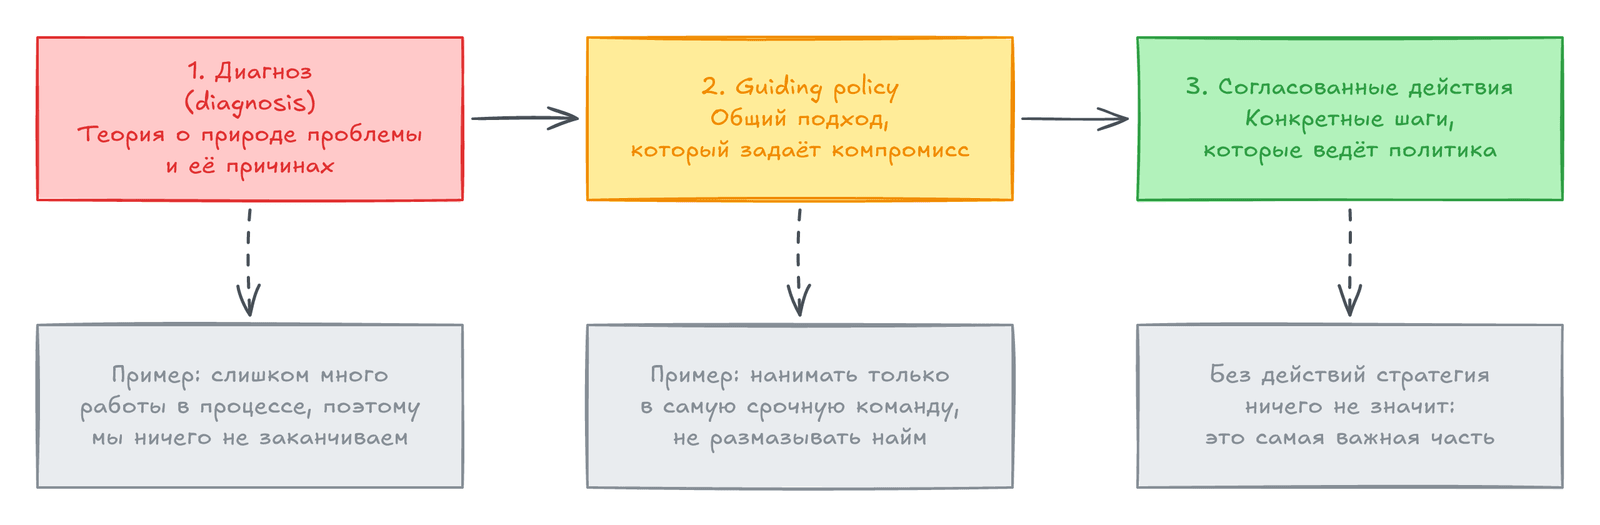 1. Диагноз
(diagnosis)
Теория о природе проблемы
и её причинах
2. Guiding policy
Общий подход,
который задаёт компромисс
3. Согласованные действия
Конкретные шаги,
которые ведёт политика
Пример: слишком много
работы в процессе, поэтому
мы ничего не заканчиваем
Пример: нанимать только
в самую срочную команду,
не размазывать найм
Без действий стратегия
ничего не значит:
это самая важная часть